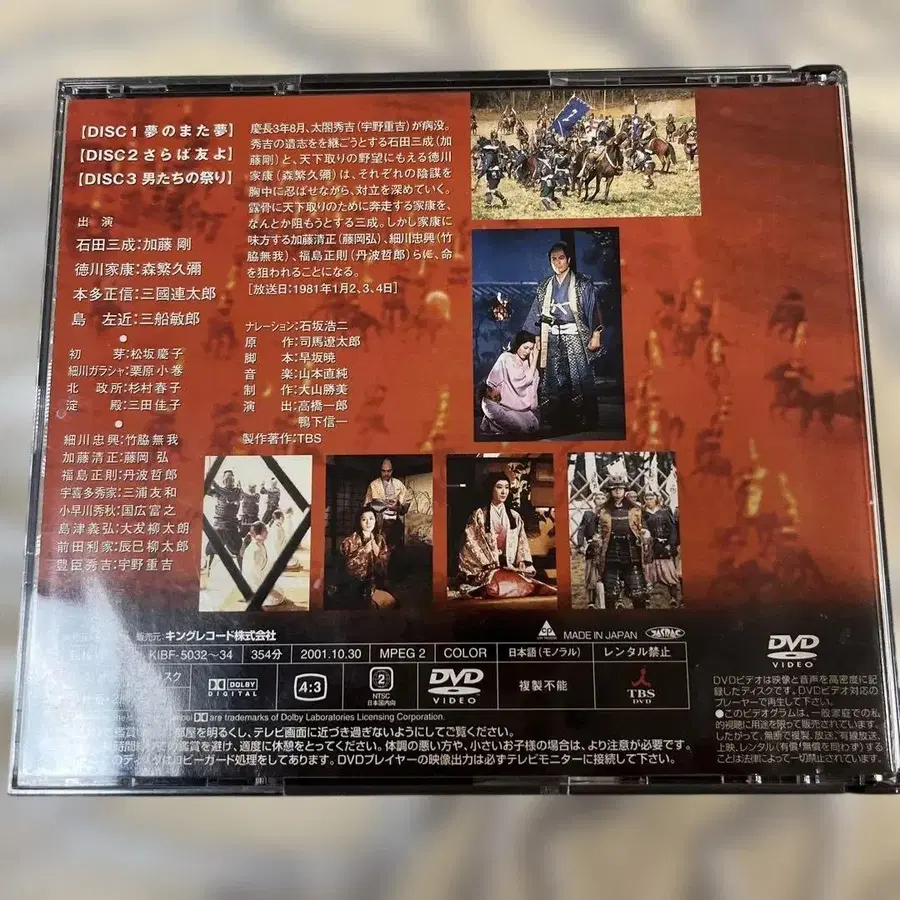 【DISC1 夢のまた夢】
【DISC2 さらば友よ】
【DISC3 男たちの祭り】
出 演
石田三成:加藤 剛
徳川家康:森繁久彌
本多正信:三國連太郎
島 左近:三船敏郎
●
初 芽:松坂慶子
細川ガラシャ:栗原小巻
北 政 所:杉村春子
淀 殿:三田佳子
●
細川忠興:竹脇無我
加藤清正:藤岡 弘
福島正則:丹波哲郎
宇喜多秀家:三浦友和
小早川秀秋:国広富之
島津義弘:大友柳太朗
前田利家:辰巳柳太郎
豊臣秀吉:宇野重吉
慶長3年8月、太閤秀吉(宇野重吉)が病没。
秀吉の遺志をを継ごうとする石田三成(加
藤剛)と、天下取りの野望にもえる徳川
家康(森繁久彌)は、それぞれの陰謀を
胸中に忍ばせながら、対立を深めていく。
露骨に天下取りのために奔走する家康を、
なんとか阻もうとする三成。しかし家康に
味方する加藤清正(藤岡弘)、細川忠興(竹
脇無我)、福島正則(丹波哲郎)らに、命
を狙われることになる。
[放送日:1981年1月2、3、4日]
ナレーション:石坂浩二
原 作:司馬遼太郎
脚 本:早坂暁
音 楽:山本直純
制 作:大山勝美
演 出:高橋一郎
鴨下信一
製作著作:TBS
販売元:キングレコード株式会社
MADE IN JAPAN
JASRAC
KIBF-5032〜34
354分
2001.10.30
MPEG 2
COLOR
日本語(モノラル)
レンタル禁止
スク
DOLBY
DIGITAL
4:3
2
NTSC
日本国内向
DVD
VIDEO
複製不能
TBS
DVD
are trademarks of Dolby Laboratories Licensing Corporation.
部屋を明るくし、テレビ画面に近づき過ぎないようにしてご覧ください。
の鑑賞を避け、適度に休憩をとってください。体調の悪い方や、小さいお子様の場合は、より注意が必要です。
コピーガード処理をしてあります。DVDプレイヤーの映像出力は必ずテレビモニターに接続して下さい。
DVD
VIDEO
DVDビデオは映像と音声を高密度に記
録したディスクです。DVDビデオ対応の
プレーヤーで再生して下さい。
●このビデオグラムは、一般家庭での私
的視聴に用途を限って販売されています。
したがって、無断で複製、放送、有線放送、
上映、レンタル(有償・無償を問わず)する
ことは法律によって一切禁止されています。